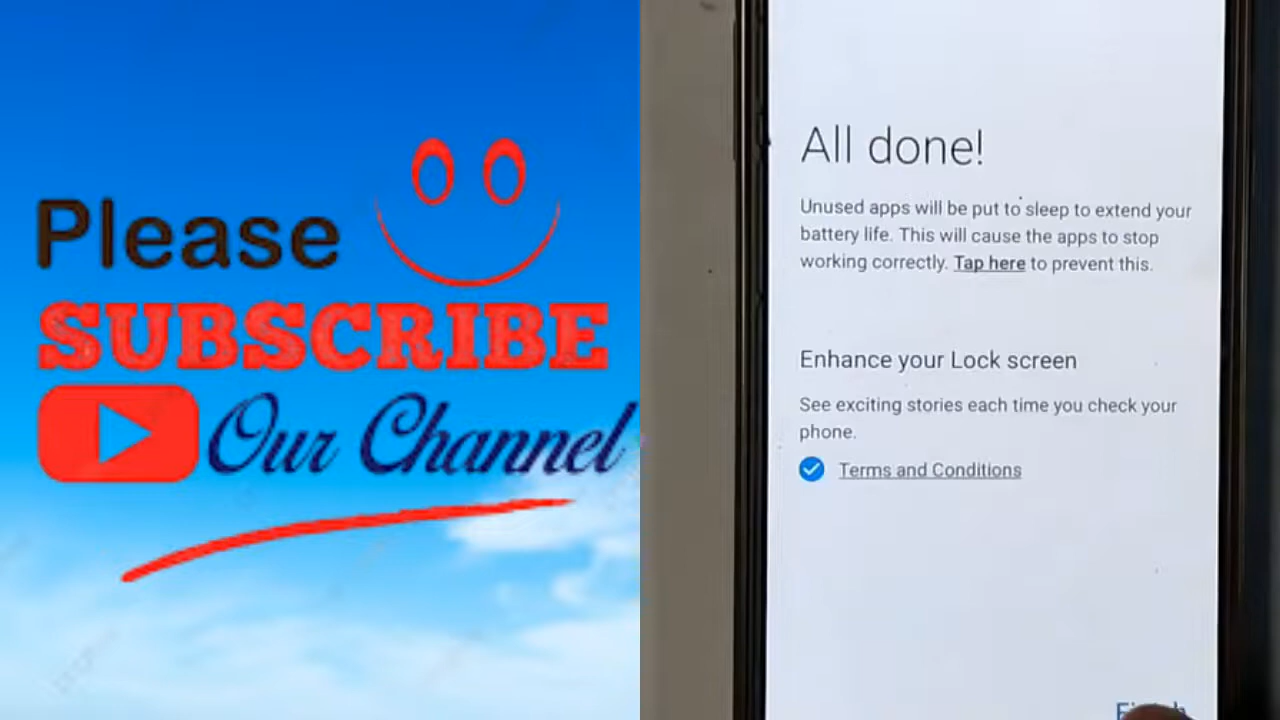 Please
SUBSCRIBE
Our Channel
All done!
Unused apps will be put to sleep to extend your
battery life. This will cause the apps to stop
working correctly. Tap here to prevent this.
Enhance your Lock screen
See exciting stories each time you check your
phone.
Terms and Conditions